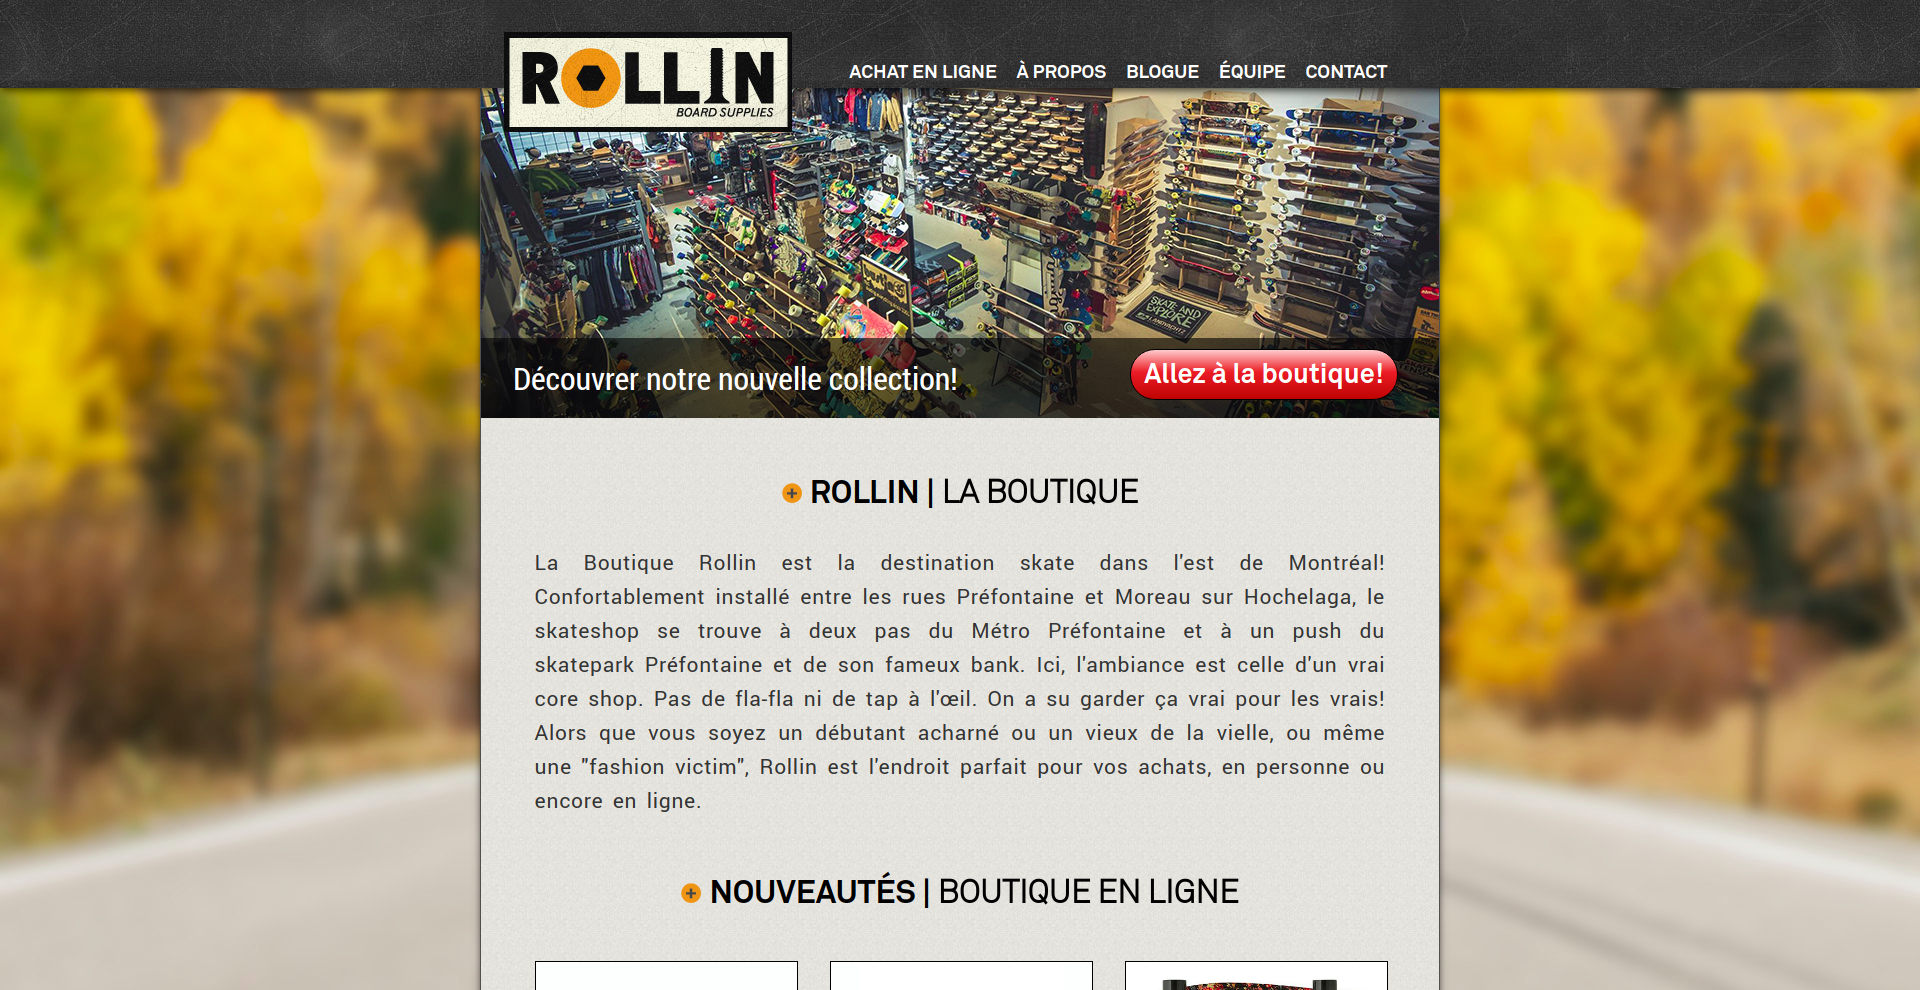 ROLLIN
BOARD SUPPLIES
ACHAT EN LIGNE À PROPOS BLOGUE ÉQUIPE CONTACT
SKATE AND
EXPLORE
LANDYACHTZ
Découvrer notre nouvelle collection!
Allez à la boutique!
ROLLIN | LA BOUTIQUE
La Boutique Rollin est la destination skate dans l'est de Montréal!
Confortablement installé entre les rues Préfontaine et Moreau sur Hochelaga, le
skateshop se trouve à deux pas du Métro Préfontaine et à un push du
skatepark Préfontaine et de son fameux bank. Ici, l'ambiance est celle d'un vrai
core shop. Pas de fla-fla ni de tap à l'œil. On a su garder ça vrai pour les vrais!
Alors que vous soyez un débutant acharné ou un vieux de la vielle, ou même
une "fashion victim", Rollin est l'endroit parfait pour vos achats, en personne ou
encore en ligne.
NOUVEAUTÉS | BOUTIQUE EN LIGNE